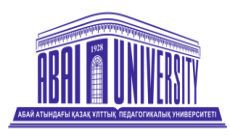 1928
ABAI UNIVERSITY
АБАЙ АТЫНДАҒЫ ҚАЗАҚ ҰЛТТЫҚ ПЕДАГОГИКАЛЫҚ УНИВЕРСИТЕТІ